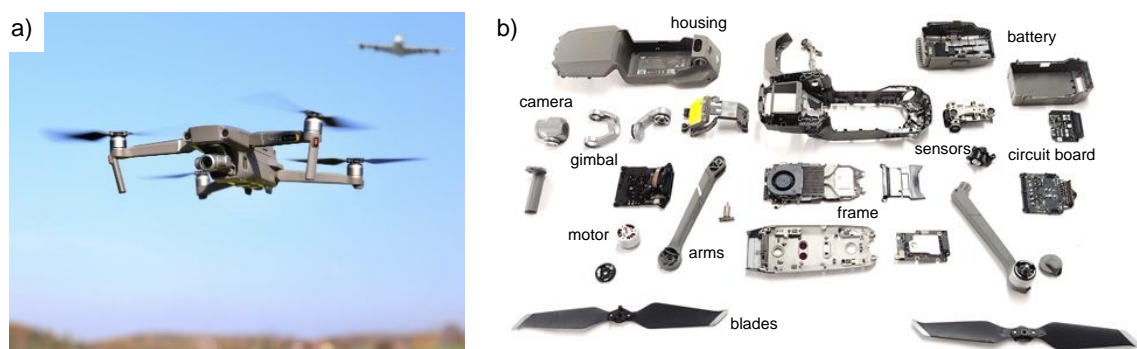 a)
b)
housing
battery
camera
gimbal
sensors
circuit board
frame
motor
arms
blades